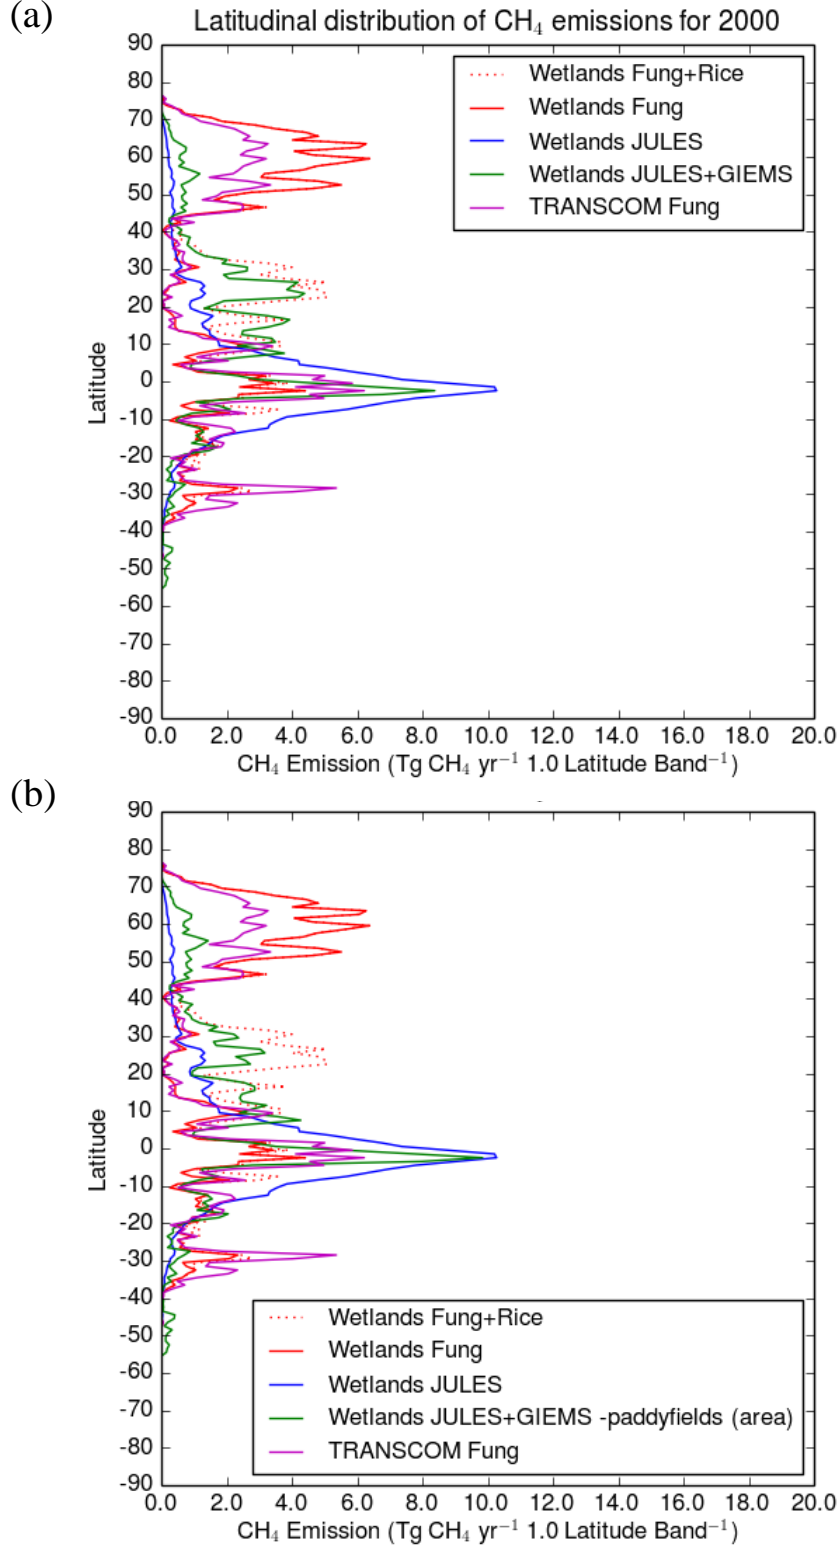 (a)
Latitudinal distribution of CH₄ emissions for 2000
90
80
70
60
50
40
30
20
10
0
-10
-20
-30
-40
-50
-60
-70
-80
-90
Latitude
Wetlands Fung+Rice
Wetlands Fung
Wetlands JULES
Wetlands JULES+GIEMS
TRANSCOM Fung
0.0 2.0 4.0 6.0 8.0 10.0 12.0 14.0 16.0 18.0 20.0
CH₄ Emission (Tg CH₄ yr⁻¹ 1.0 Latitude Band⁻¹)
(b)
90
80
70
60
50
40
30
20
10
0
-10
-20
-30
-40
-50
-60
-70
-80
-90
Latitude
Wetlands Fung+Rice
Wetlands Fung
Wetlands JULES
Wetlands JULES+GIEMS -paddyfields (area)
TRANSCOM Fung
0.0 2.0 4.0 6.0 8.0 10.0 12.0 14.0 16.0 18.0 20.0
CH₄ Emission (Tg CH₄ yr⁻¹ 1.0 Latitude Band⁻¹)